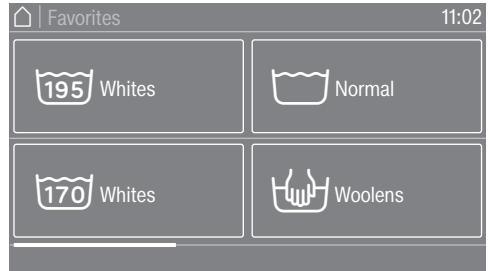 Favorites 11:02
195 Whites
Normal
170 Whites
Woolens